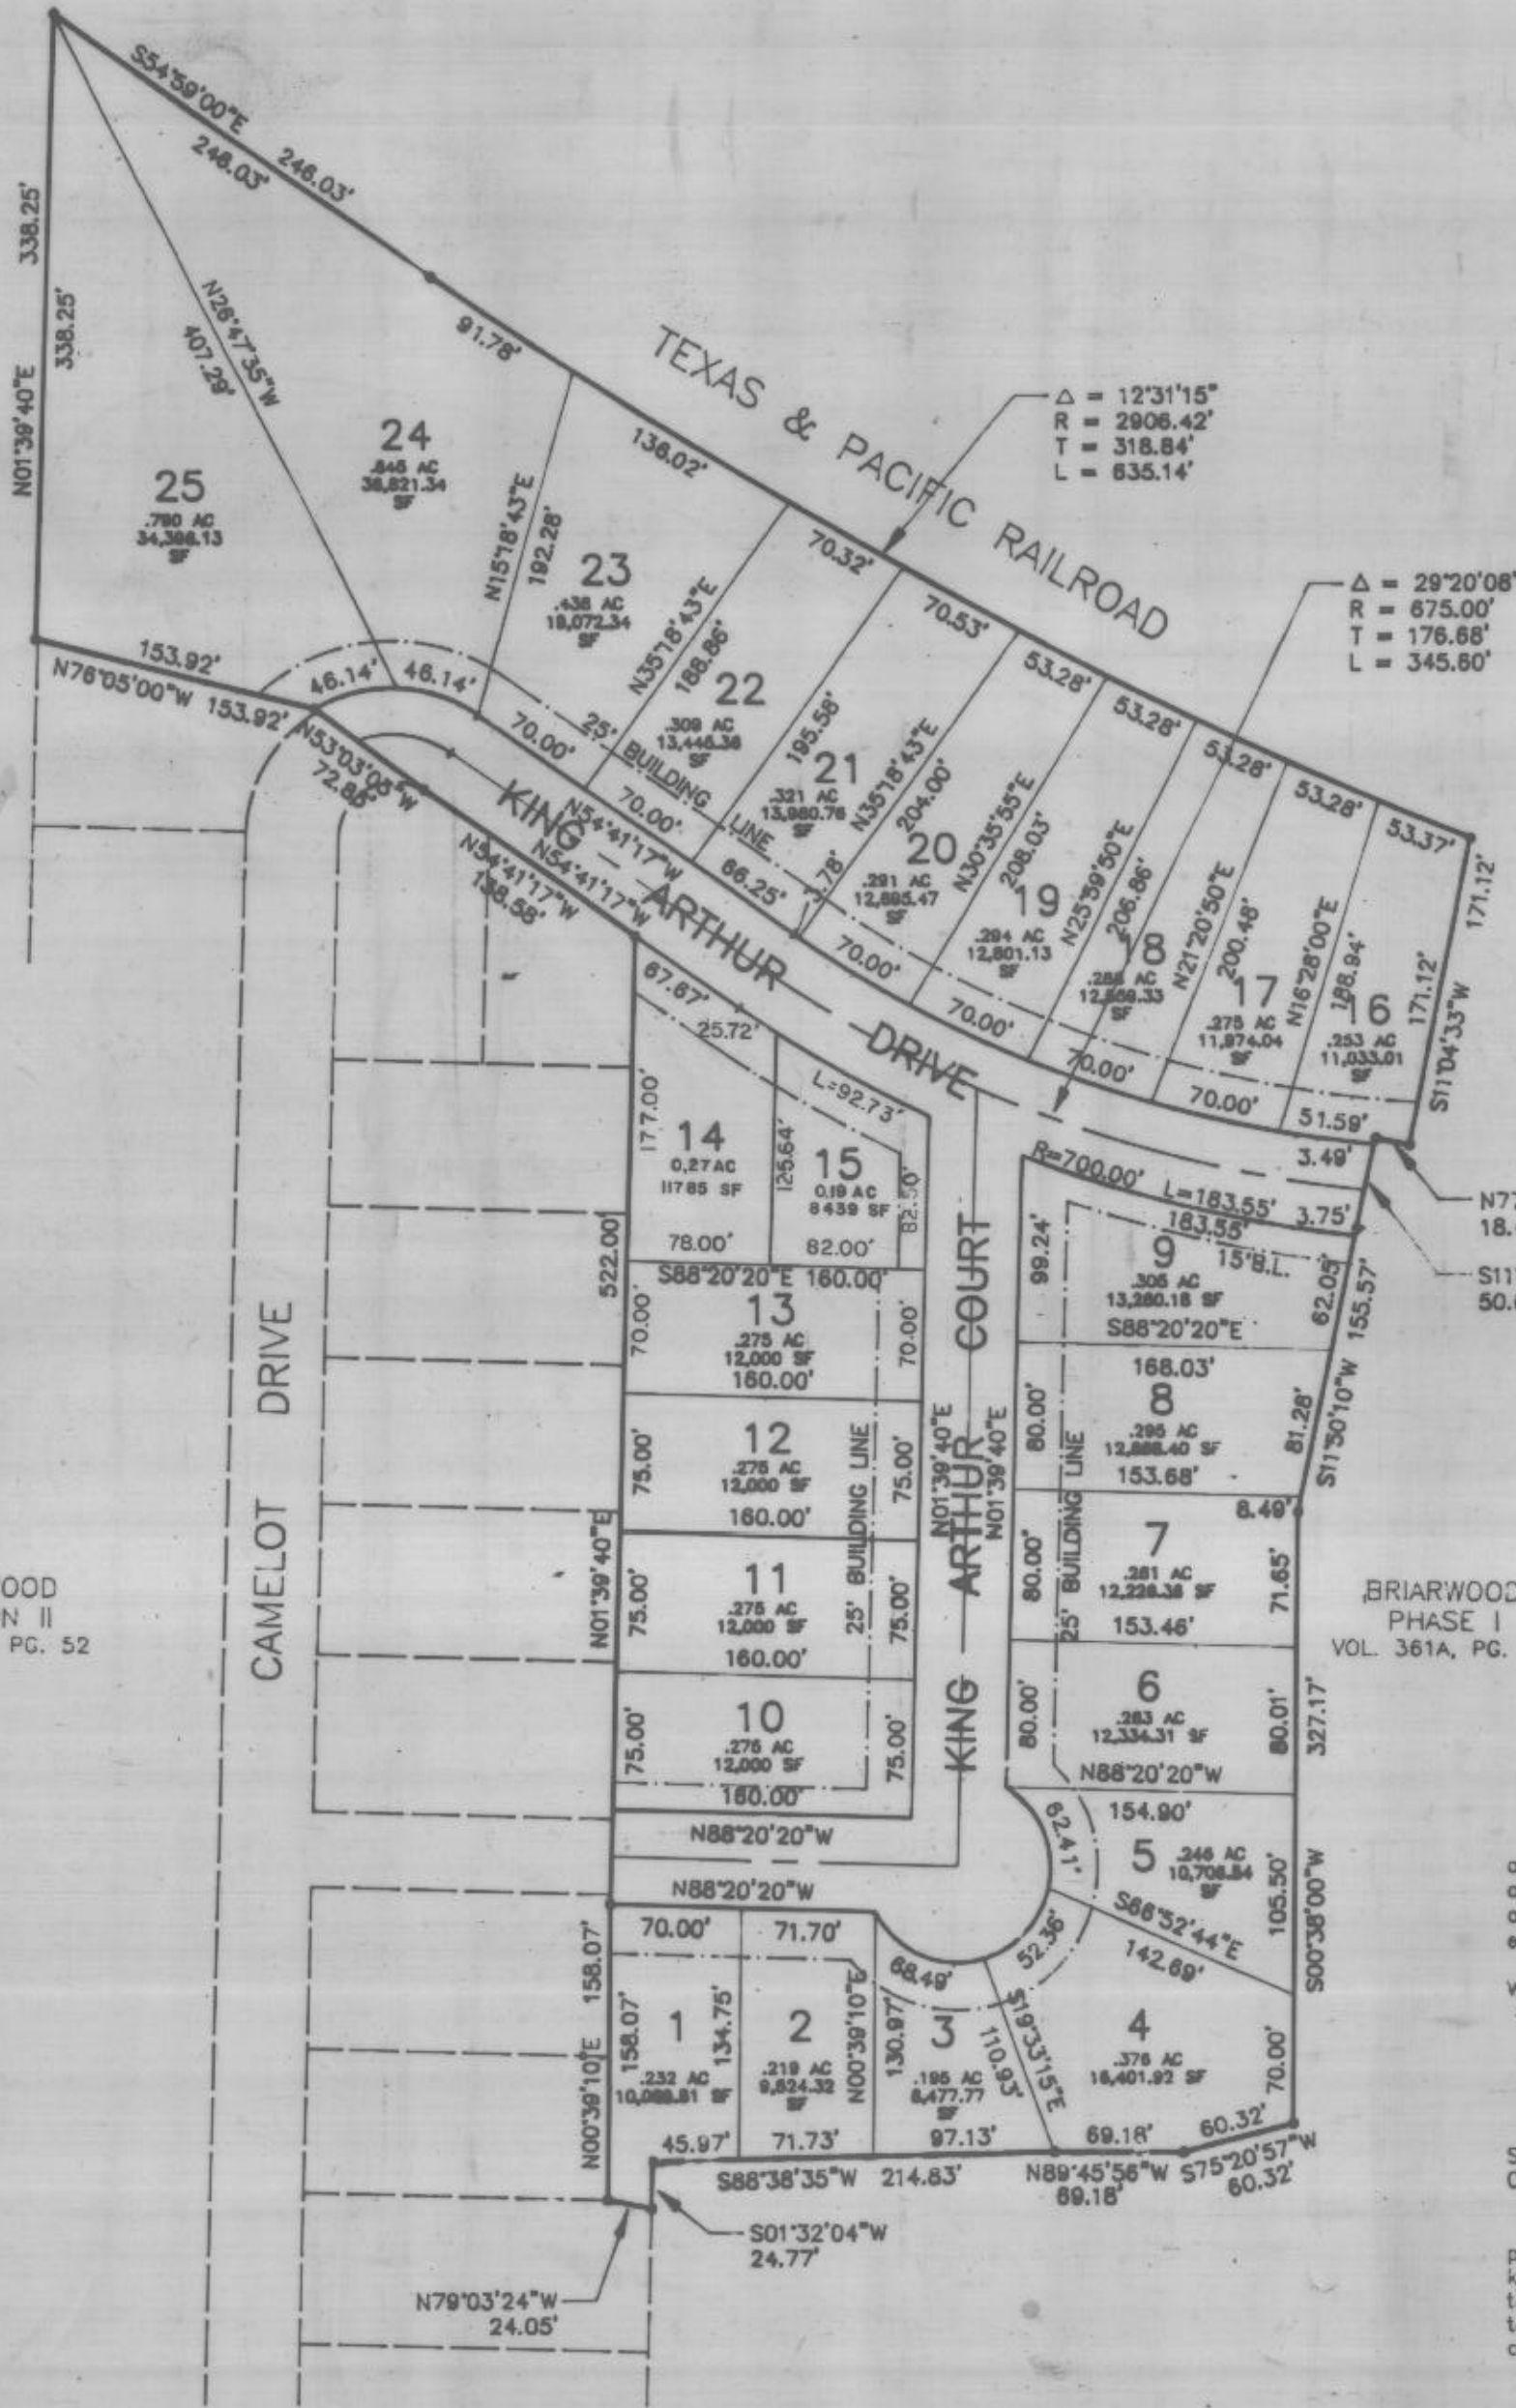 S54°59'00"E
246.03'
246.03'
338.25'
338.25'
N01°39'40"E
N26°47'35"W
407.29'
91.78'
TEXAS & PACIFIC RAILROAD
Δ = 12°31'15"
R = 2906.42'
T = 318.84'
L = 635.14'
Δ = 29°20'08"
R = 675.00'
T = 176.68'
L = 345.60'
136.02'
70.32'
70.53'
53.28'
53.28'
53.28'
53.28'
53.37'
25
.790 AC
SF
24
SF
N15°18'43"E
192.28'
23
.438 AC
19,072.34
SF
N35°18'43"E
188.86'
22
.309 AC
13,446.36
SF
195.58'
21
.321 AC
13,980.76
SF
N35°18'43"E
204.00'
20
.291 AC
12,695.47
SF
N30°35'55"E
208.03'
19
.294 AC
12,801.13
SF
N25°59'50"E
206.86'
18
SF
N21°20'50"E
200.48'
17
.275 AC
11,974.04
SF
N16°28'00"E
188.94'
16
.253 AC
11,033.01
SF
171.12'
171.12'
S11°04'33"W
153.92'
N76°05'00"W 153.92'
46.14'
46.14'
N53°03'05"W
70.00'
25' BUILDING LINE
70.00'
N54°41'17"W
66.25'
3.78'
70.00'
70.00'
70.00'
70.00'
51.59'
3.49'
KING ARTHUR DRIVE
N54°41'17"W
N54°41'17"W
138.58'
67.67'
25.72'
L=92.73'
R=700.00'
L=183.55'
183.55'
3.75'
15' B.L.
N77
18.
S11
50.
177.00'
14
0.27 AC
11785 SF
78.00'
125.64'
15
0.19 AC
8439 SF
82.00'
82.50'
S88°20'20"E 160.00'
522.00'
13
.275 AC
12,000 SF
160.00'
70.00'
70.00'
12
.275 AC
12,000 SF
160.00'
75.00'
75.00'
11
.275 AC
12,000 SF
160.00'
75.00'
75.00'
10
.275 AC
12,000 SF
160.00'
75.00'
75.00'
25' BUILDING LINE
N01°39'40"E
N88°20'20"W
N88°20'20"W
KING ARTHUR COURT
N01°39'40"E
N01°39'40"E
99.24'
9
.305 AC
13,280.18 SF
S88°20'20"E
62.05'
155.57'
S11°50'10"W
168.03'
8
.295 AC
153.68'
80.00'
81.28'
8.49'
25' BUILDING LINE
7
.281 AC
12,228.38 SF
153.46'
80.00'
71.65'
6
.283 AC
12,334.31 SF
80.00'
80.01'
327.17'
N88°20'20"W
154.90'
5
10,708.54
SF
62.41'
105.50'
S66°52'44"E
142.69'
S00°38'00"W
52.36'
68.49'
4
.376 AC
16,401.92 SF
70.00'
S19°33'15"E
110.95'
3
.195 AC
8,477.77
SF
97.13'
130.97'
N00°39'10"E
71.70'
2
.219 AC
9,624.32
SF
71.73'
70.00'
134.75'
1
.232 AC
45.97'
158.07'
158.07'
N00°39'10"E
S88°38'35"W 214.83'
69.18'
N89°45'56"W
69.18'
60.32'
S75°20'57"W
60.32'
S01°32'04"W
24.77'
N79°03'24"W
24.05'
CAMELOT DRIVE
OOD
N II
PG. 52
BRIARWOOD
PHASE I
VOL. 361A, PG.